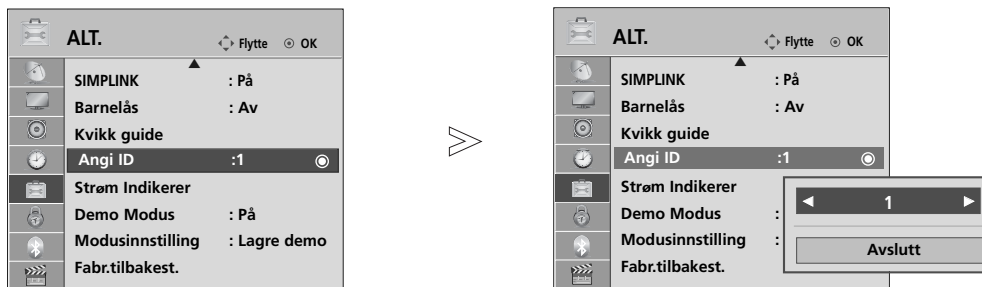 ALT. Flytte OK
SIMPLINK : På
Barnelås : Av
Kvikk guide
Angi ID :1
Strøm Indikerer
Demo Modus : På
Modusinnstilling : Lagre demo
Fabr.tilbakest.
ALT. Flytte OK
SIMPLINK : På
Barnelås : Av
Kvikk guide
Angi ID :1
Strøm Indikerer
Demo Modus :
Modusinnstilling :
Fabr.tilbakest.
1
Avslutt